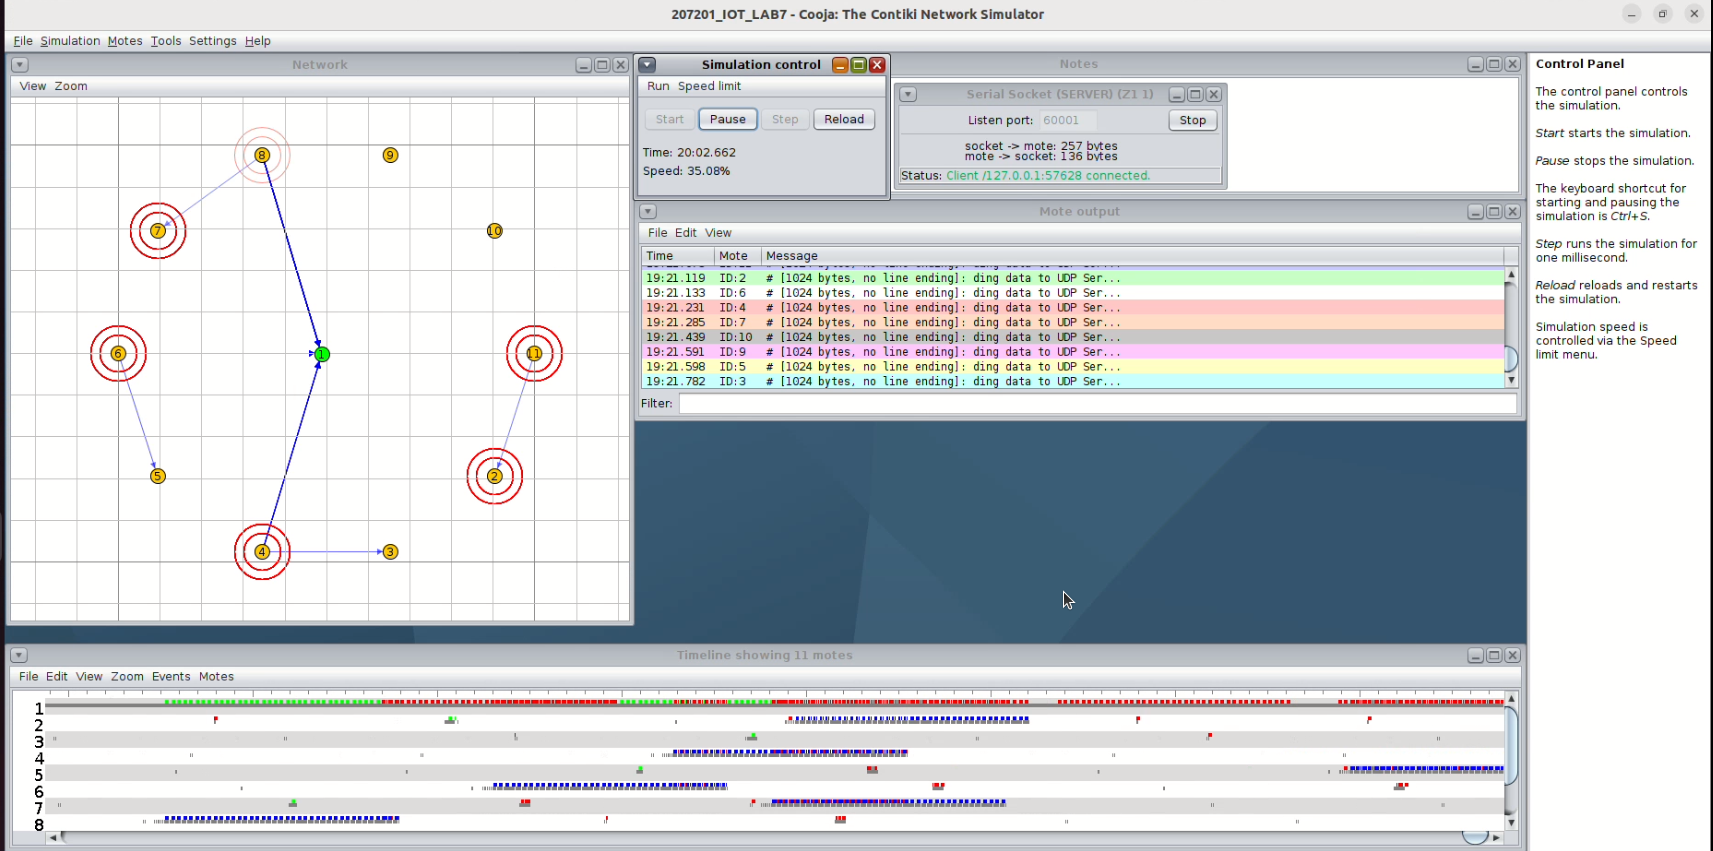 207201_IOT_LAB7 - Cooja: The Contiki Network Simulator
File Simulation Motes Tools Settings Help
Network
View Zoom
8
9
7
10
6
1
11
5
2
4
3
Simulation control
Run Speed limit
Start Pause Step Reload
Time: 20:02.662
Speed: 35.08%
Notes
Serial Socket (SERVER) (Z1 1)
Listen port: 60001 Stop
socket -> mote: 257 bytes
mote -> socket: 136 bytes
Status: Client /127.0.0.1:57628 connected.
Mote output
File Edit View
Time Mote Message
19:21.119 ID:2 # [1024 bytes, no line ending]: ding data to UDP Ser...
19:21.133 ID:6 # [1024 bytes, no line ending]: ding data to UDP Ser...
19:21.231 ID:4 # [1024 bytes, no line ending]: ding data to UDP Ser...
19:21.285 ID:7 # [1024 bytes, no line ending]: ding data to UDP Ser...
19:21.439 ID:10 # [1024 bytes, no line ending]: ding data to UDP Ser...
19:21.591 ID:9 # [1024 bytes, no line ending]: ding data to UDP Ser...
19:21.598 ID:5 # [1024 bytes, no line ending]: ding data to UDP Ser...
19:21.782 ID:3 # [1024 bytes, no line ending]: ding data to UDP Ser...
Filter:
Control Panel
The control panel controls
the simulation.
Start starts the simulation.
Pause stops the simulation.
The keyboard shortcut for
starting and pausing the
simulation is Ctrl+S.
Step runs the simulation for
one millisecond.
Reload reloads and restarts
the simulation.
Simulation speed is
controlled via the Speed
limit menu.
Timeline showing 11 motes
File Edit View Zoom Events Motes
1
2
3
4
5
6
7
8